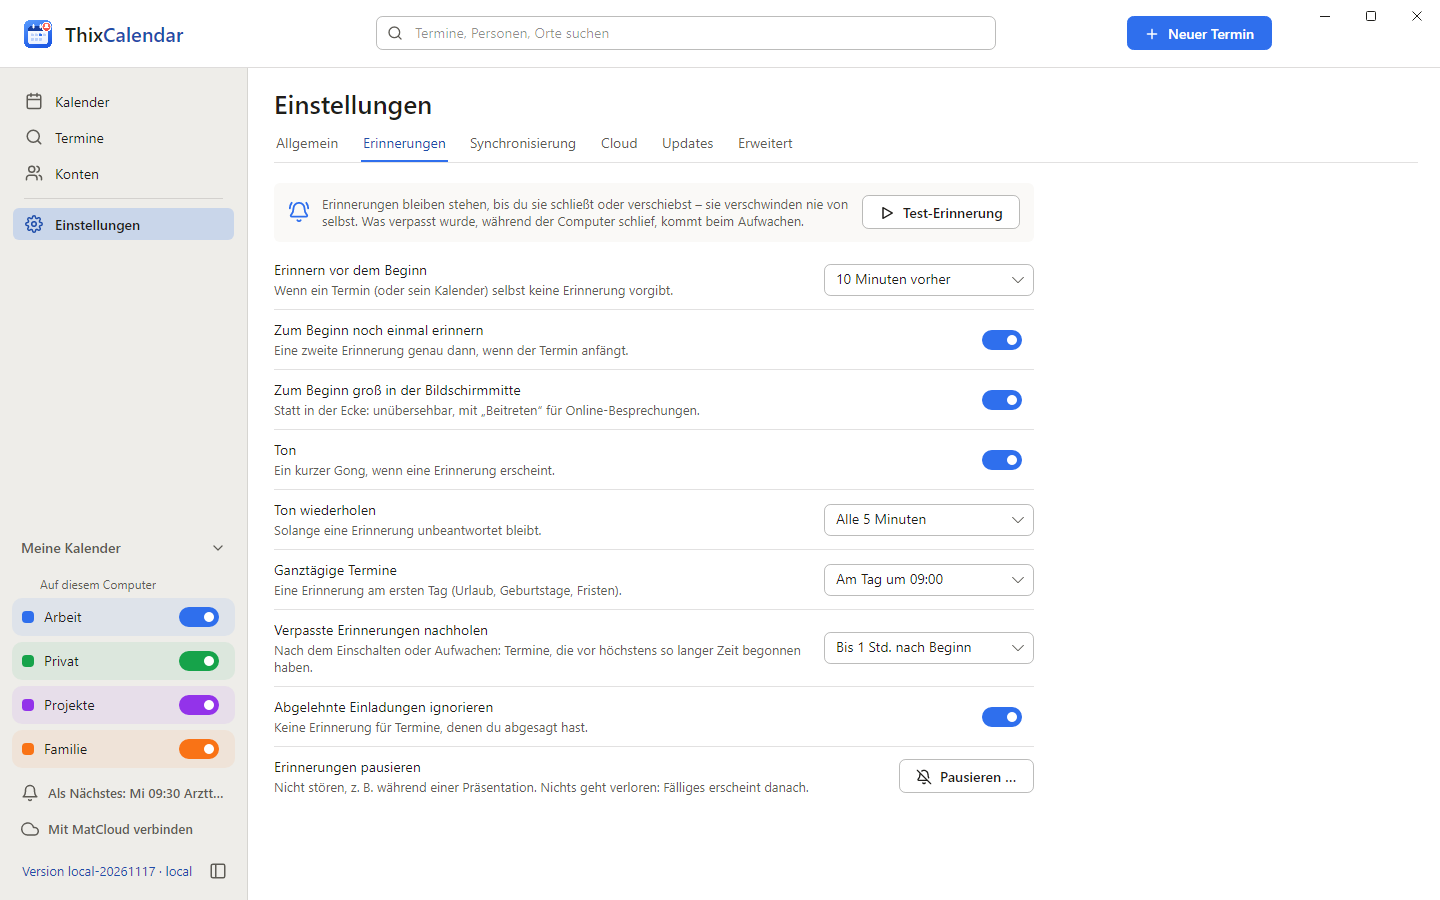 ThixCalendar
Termine, Personen, Orte suchen
Neuer Termin
Kalender
Termine
Konten
Einstellungen
Meine Kalender
Auf diesem Computer
Arbeit
Privat
Projekte
Familie
Als Nächstes: Mi 09:30 Arztt...
Mit MatCloud verbinden
Version local-20261117 · local
Einstellungen
Allgemein
Erinnerungen
Synchronisierung
Cloud
Updates
Erweitert
Erinnerungen bleiben stehen, bis du sie schließt oder verschiebst – sie verschwinden nie von
selbst. Was verpasst wurde, während der Computer schlief, kommt beim Aufwachen.
Test-Erinnerung
Erinnern vor dem Beginn
Wenn ein Termin (oder sein Kalender) selbst keine Erinnerung vorgibt.
10 Minuten vorher
Zum Beginn noch einmal erinnern
Eine zweite Erinnerung genau dann, wenn der Termin anfängt.
Zum Beginn groß in der Bildschirmmitte
Statt in der Ecke: unübersehbar, mit „Beitreten“ für Online-Besprechungen.
Ton
Ein kurzer Gong, wenn eine Erinnerung erscheint.
Ton wiederholen
Solange eine Erinnerung unbeantwortet bleibt.
Alle 5 Minuten
Ganztägige Termine
Eine Erinnerung am ersten Tag (Urlaub, Geburtstage, Fristen).
Am Tag um 09:00
Verpasste Erinnerungen nachholen
Nach dem Einschalten oder Aufwachen: Termine, die vor höchstens so langer Zeit begonnen
haben.
Bis 1 Std. nach Beginn
Abgelehnte Einladungen ignorieren
Keine Erinnerung für Termine, denen du abgesagt hast.
Erinnerungen pausieren
Nicht stören, z. B. während einer Präsentation. Nichts geht verloren: Fälliges erscheint danach.
Pausieren ...